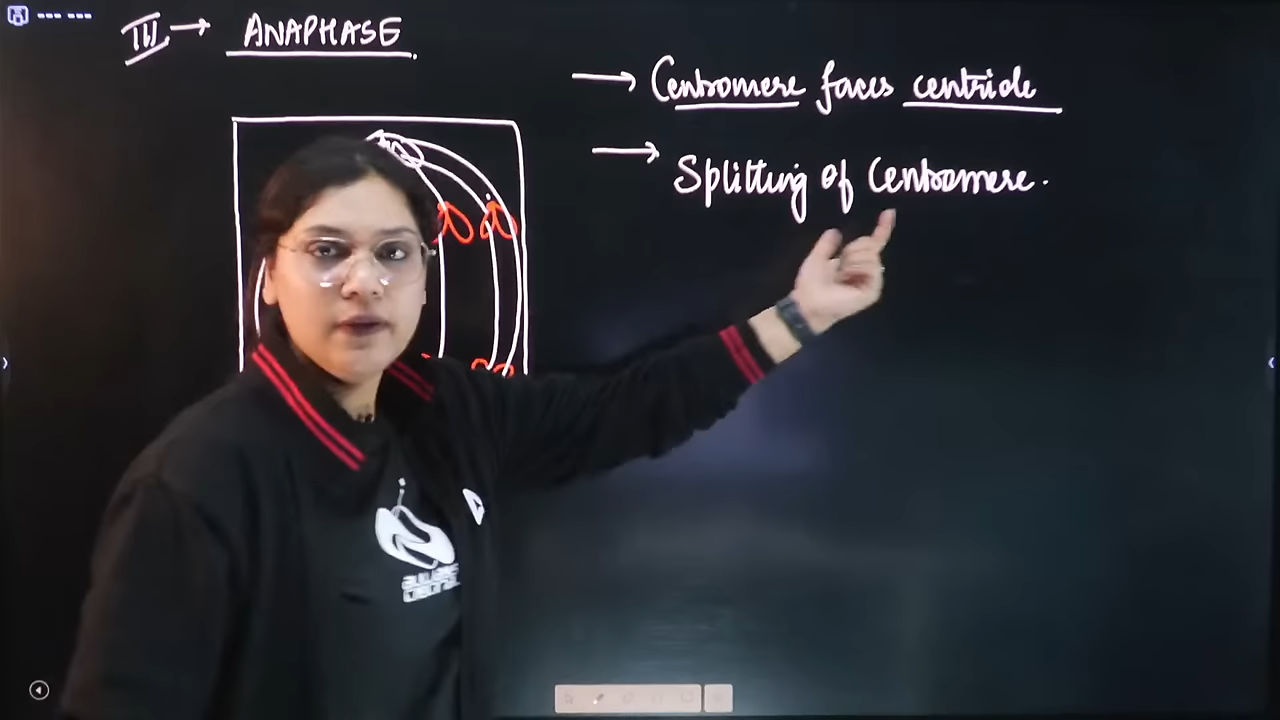 III → ANAPHASE
→ Centromere faces centriole
→ Splitting of Centromere.